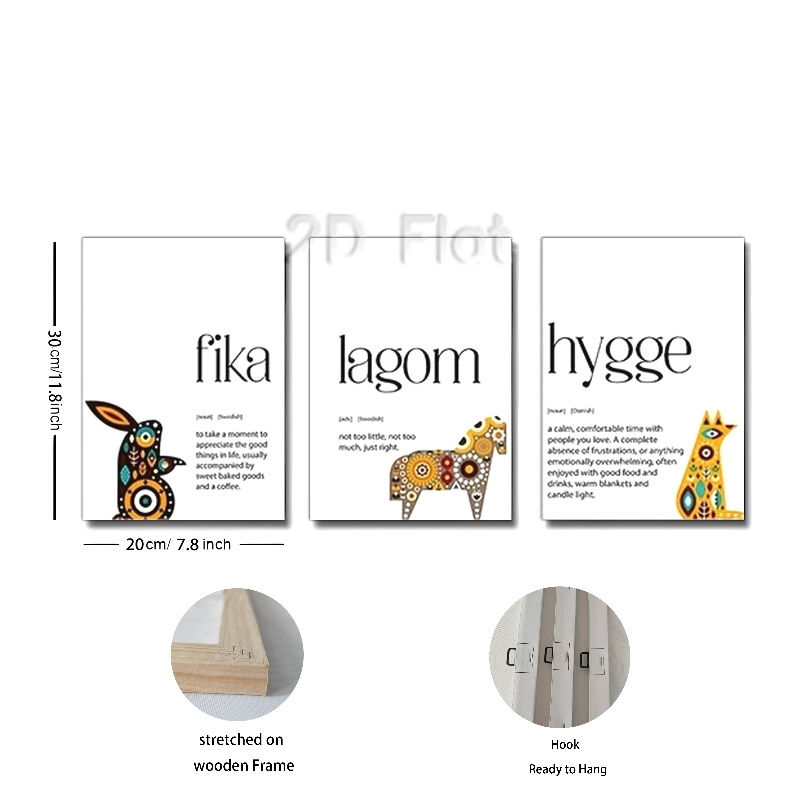 2D Flat
fika
[noun] [Swedish]
to take a moment to
appreciate the good
things in life, usually
accompanied by
sweet baked goods
and a coffee.
lagom
[adv.] [Swedish]
not too little, not too
much, just right.
hygge
[noun] [Danish]
a calm, comfortable time with
people you love. A complete
absence of frustrations, or anything
emotionally overwhelming, often
enjoyed with good food and
drinks, warm blankets and
candle light.
30cm/11.8inch
20cm/ 7.8 inch
stretched on
wooden Frame
Hook
Ready to Hang